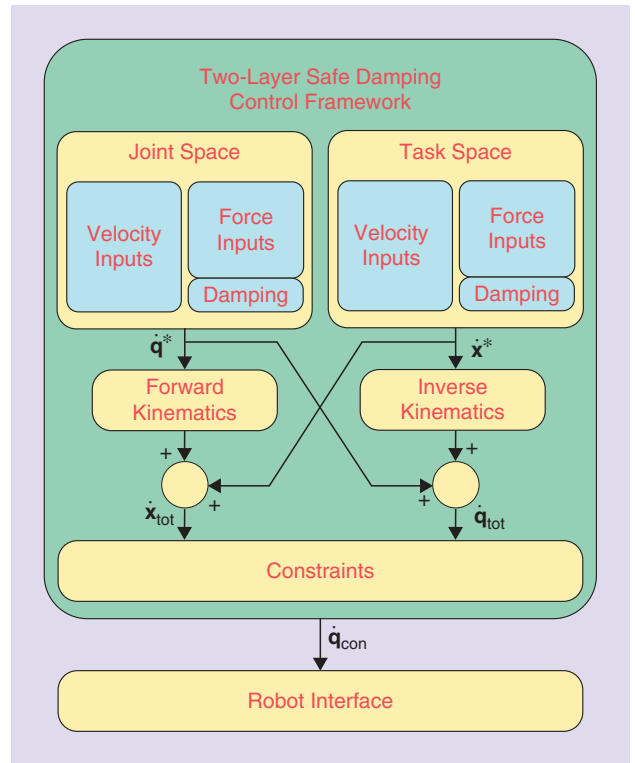 Two-Layer Safe Damping
Control Framework
Joint Space
Task Space
Velocity
Inputs
Force
Inputs
Damping
Velocity
Inputs
Force
Inputs
Damping
q̇*
ẋ*
Forward
Kinematics
Inverse
Kinematics
+
+
+
+
ẋtot
q̇tot
Constraints
q̇con
Robot Interface